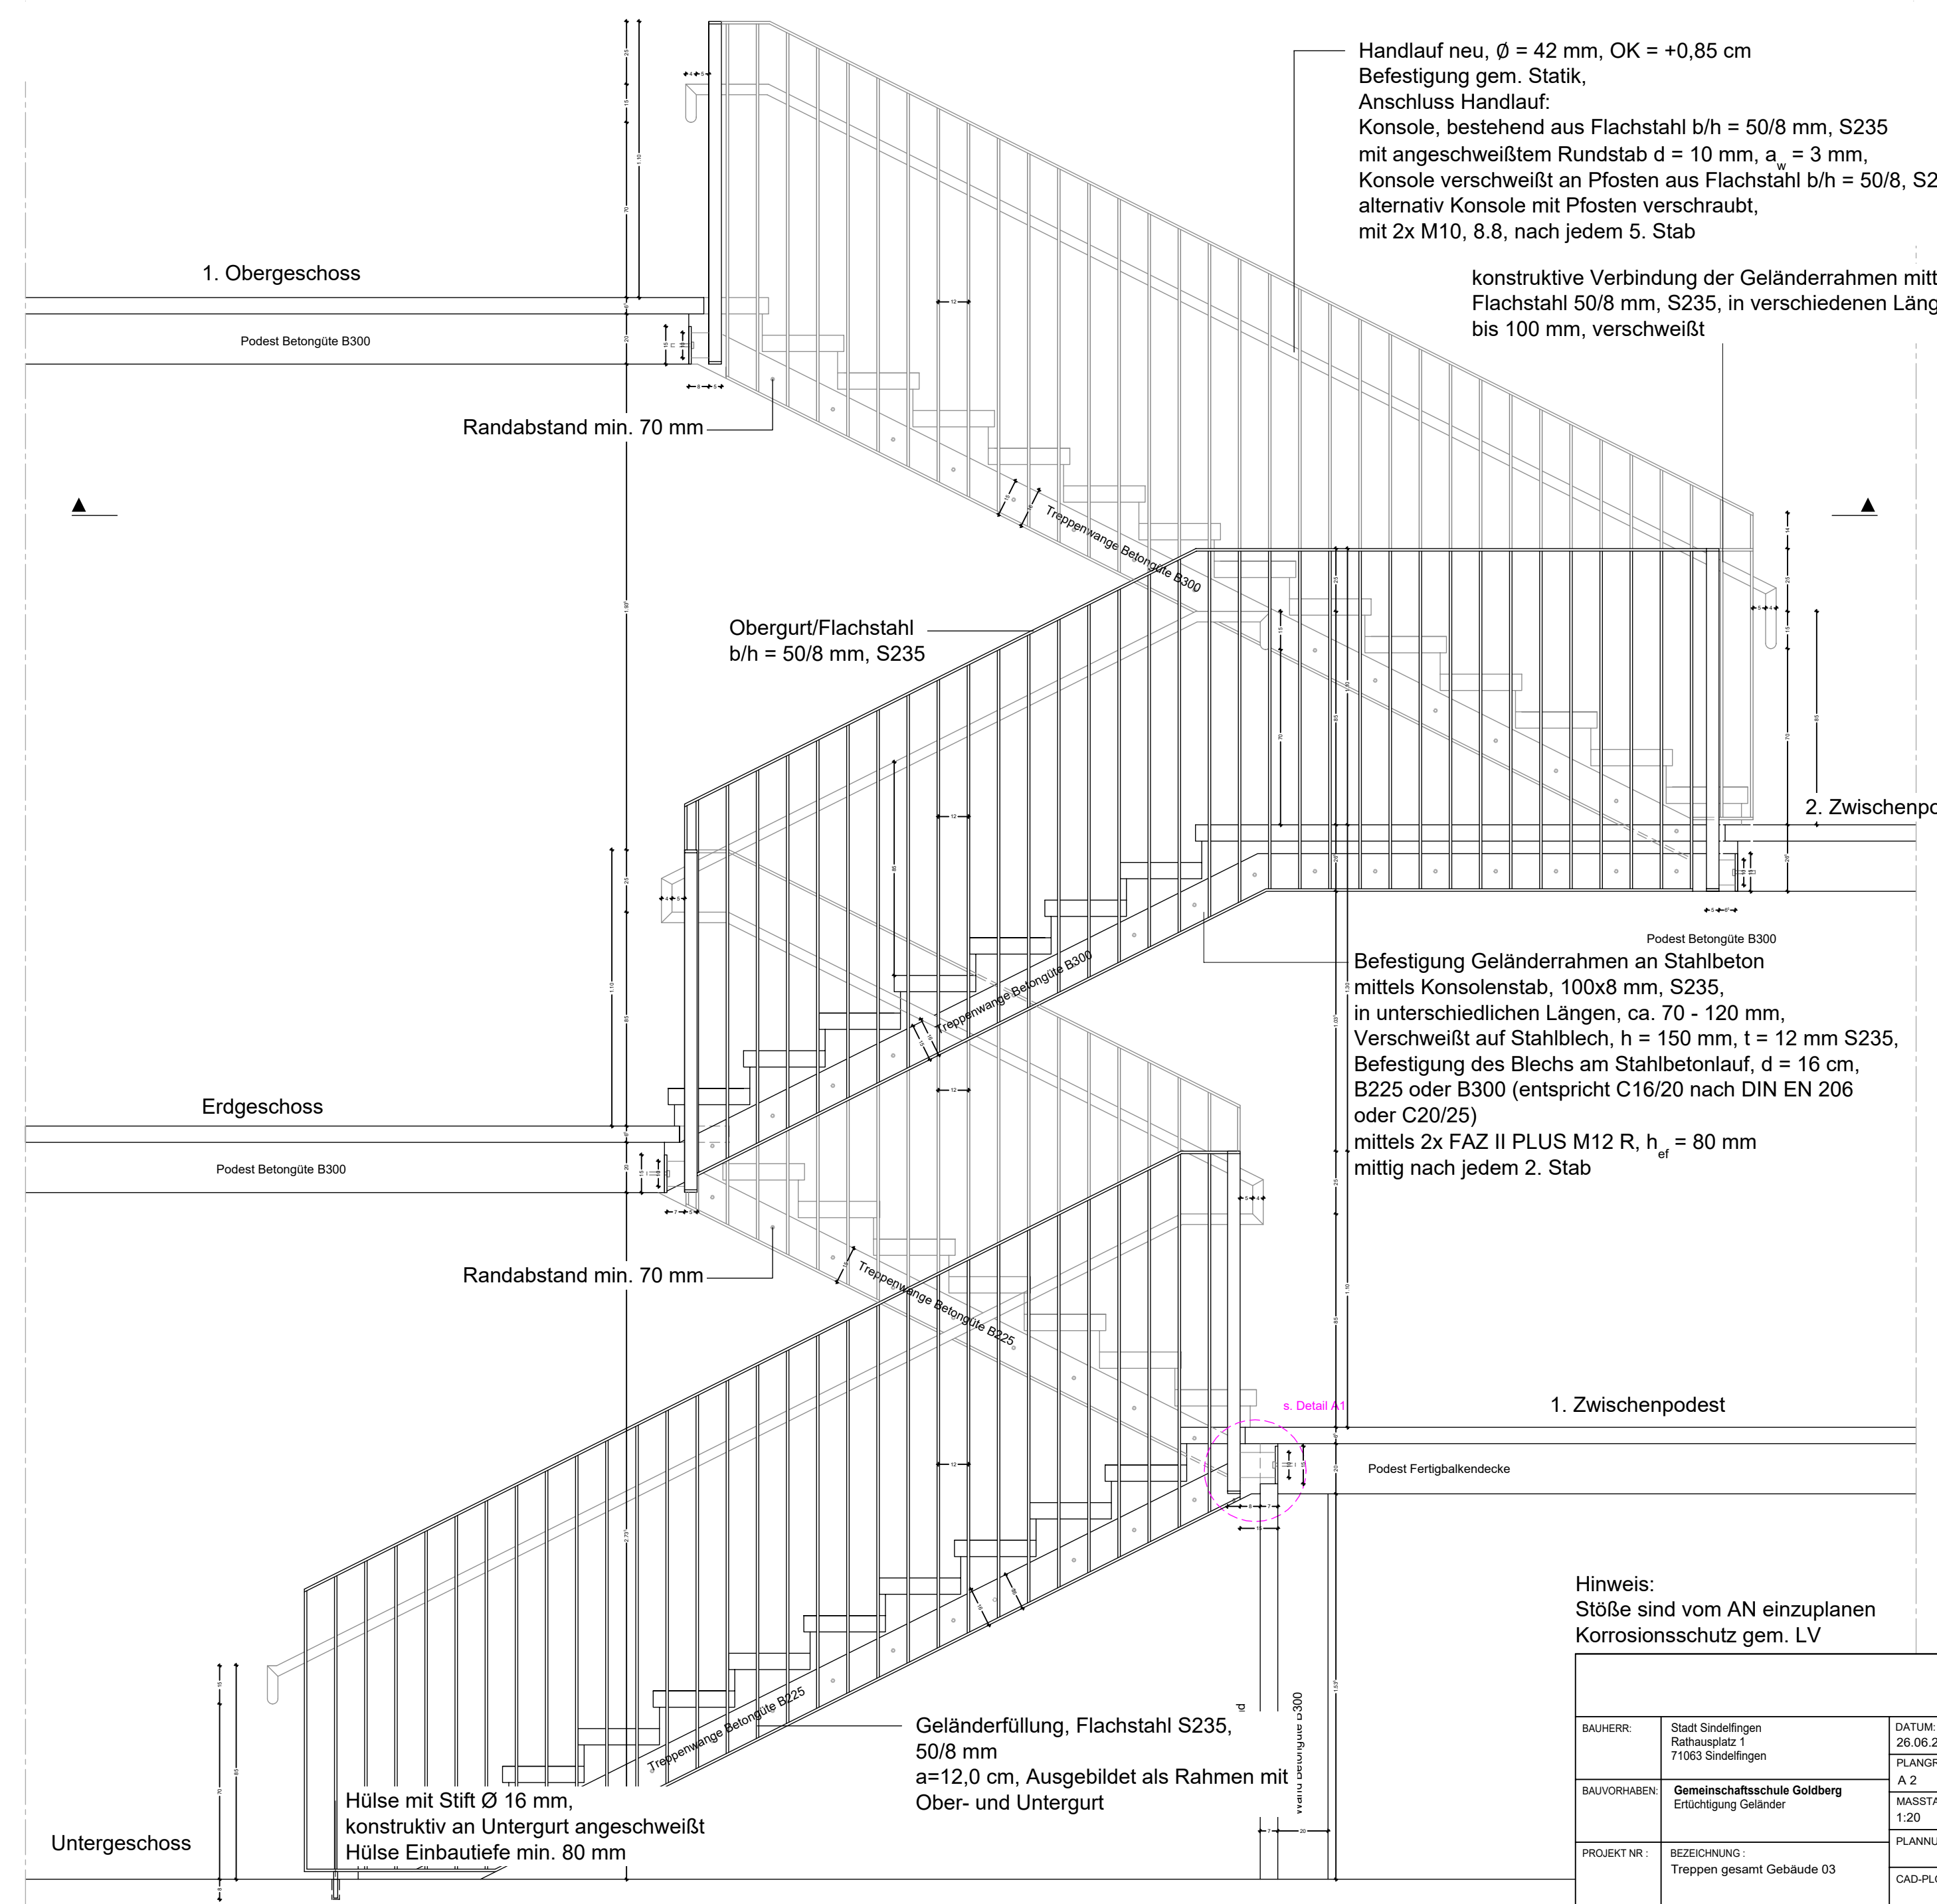 Handlauf neu, Ø = 42 mm, OK = +0,85 cm
Befestigung gem. Statik,
Anschluss Handlauf:
Konsole, bestehend aus Flachstahl b/h = 50/8 mm, S235
mit angeschweißtem Rundstab d = 10 mm, aw = 3 mm,
Konsole verschweißt an Pfosten aus Flachstahl b/h = 50/8, S2
alternativ Konsole mit Pfosten verschraubt,
mit 2x M10, 8.8, nach jedem 5. Stab
konstruktive Verbindung der Geländerrahmen mitt
Flachstahl 50/8 mm, S235, in verschiedenen Läng
bis 100 mm, verschweißt
1. Obergeschoss
Podest Betongüte B300
Randabstand min. 70 mm
Treppenwange Betongüte B300
Obergurt/Flachstahl
b/h = 50/8 mm, S235
2. Zwischenpo
Podest Betongüte B300
Befestigung Geländerrahmen an Stahlbeton
mittels Konsolenstab, 100x8 mm, S235,
in unterschiedlichen Längen, ca. 70 - 120 mm,
Verschweißt auf Stahlblech, h = 150 mm, t = 12 mm S235,
Befestigung des Blechs am Stahlbetonlauf, d = 16 cm,
B225 oder B300 (entspricht C16/20 nach DIN EN 206
oder C20/25)
mittels 2x FAZ II PLUS M12 R, hef = 80 mm
mittig nach jedem 2. Stab
Treppenwange Betongüte B300
Erdgeschoss
Podest Betongüte B300
Randabstand min. 70 mm
Treppenwange Betongüte B225
s. Detail A1
1. Zwischenpodest
Podest Fertigbalkendecke
Wand Betongüte B300
Treppenwange Betongüte B225
Geländerfüllung, Flachstahl S235,
50/8 mm
a=12,0 cm, Ausgebildet als Rahmen mit
Ober- und Untergurt
Hülse mit Stift Ø 16 mm,
konstruktiv an Untergurt angeschweißt
Hülse Einbautiefe min. 80 mm
Untergeschoss
Hinweis:
Stöße sind vom AN einzuplanen
Korrosionsschutz gem. LV
BAUHERR:
Stadt Sindelfingen
Rathausplatz 1
71063 Sindelfingen
DATUM:
26.06.2
PLANGR
A 2
BAUVORHABEN:
Gemeinschaftsschule Goldberg
Ertüchtigung Geländer
MASSTA
1:20
PLANNU
PROJEKT NR :
BEZEICHNUNG :
Treppen gesamt Gebäude 03
CAD-PLO